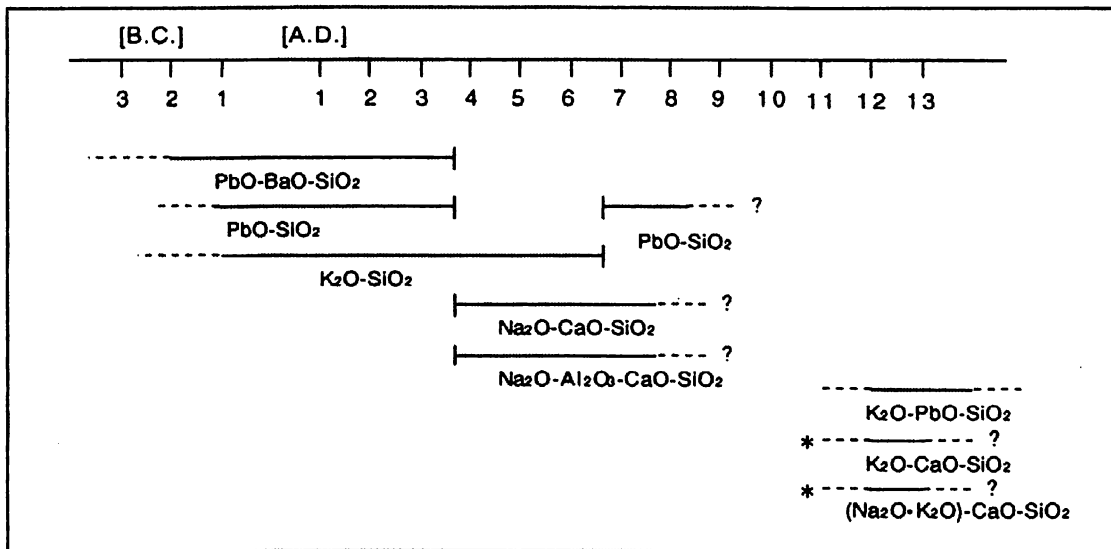 [B.C.] [A.D.]
3 2 1 1 2 3 4 5 6 7 8 9 10 11 12 13
PbO-BaO-SiO₂
?
PbO-SiO₂ PbO-SiO₂
K₂O-SiO₂
?
Na₂O-CaO-SiO₂
?
Na₂O-Al₂O₃-CaO-SiO₂
K₂O-PbO-SiO₂
* ?
K₂O-CaO-SiO₂
* ?
(Na₂O•K₂O)-CaO-SiO₂